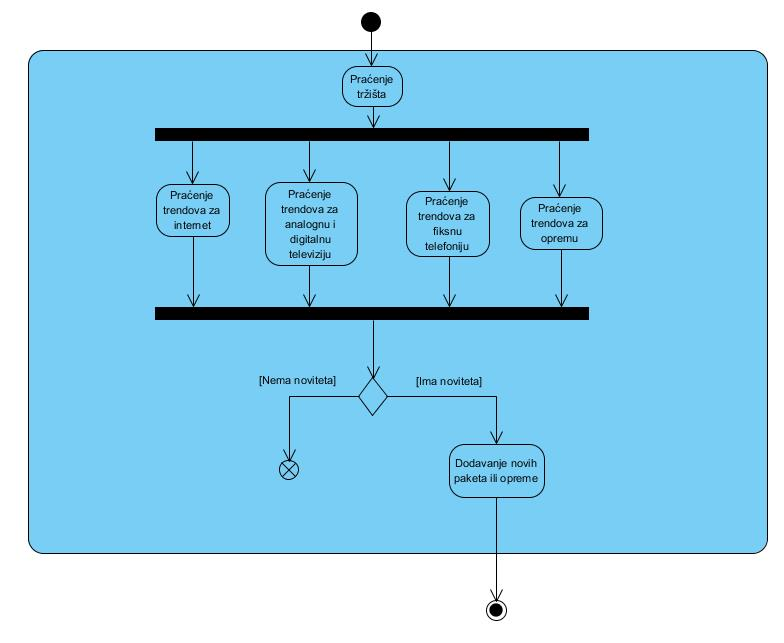 Praćenje
tržišta
Praćenje
trendova za
internet
Praćenje
trendova za
analognu i
digitalnu
televiziju
Praćenje
trendova za
fiksnu
telefoniju
Praćenje
trendova za
opremu
[Nema noviteta]
[Ima noviteta]
Dodavanje novih
paketa ili opreme